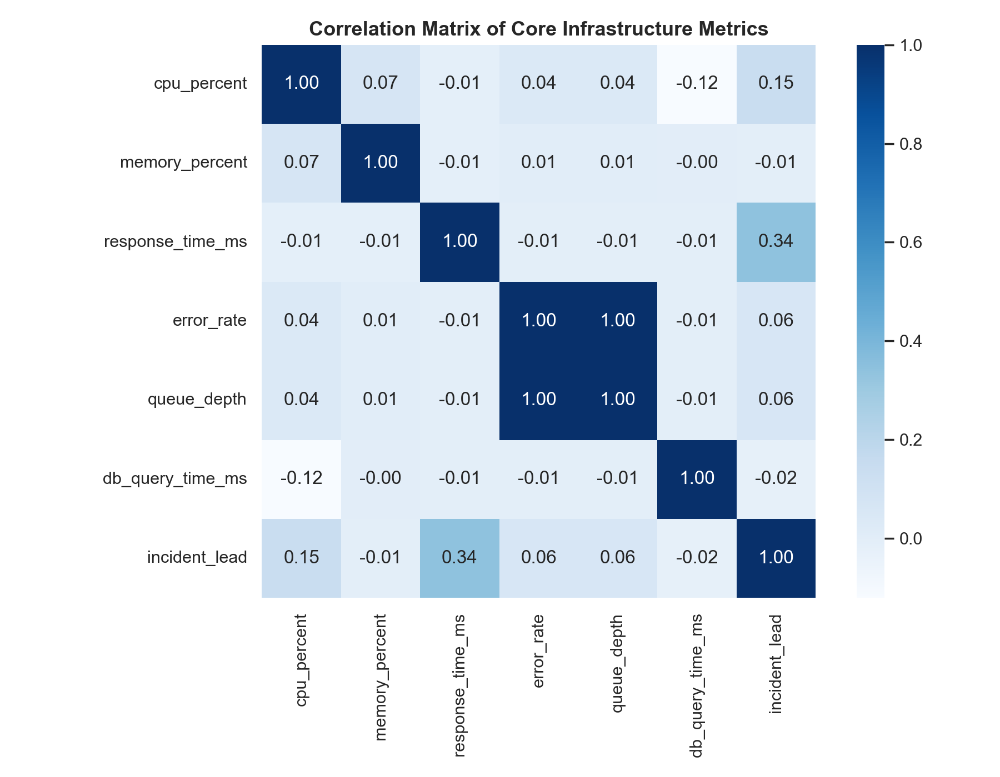 Correlation Matrix of Core Infrastructure Metrics
cpu_percent 1.00 0.07 -0.01 0.04 0.04 -0.12 0.15
memory_percent 0.07 1.00 -0.01 0.01 0.01 -0.00 -0.01
response_time_ms -0.01 -0.01 1.00 -0.01 -0.01 -0.01 0.34
error_rate 0.04 0.01 -0.01 1.00 1.00 -0.01 0.06
queue_depth 0.04 0.01 -0.01 1.00 1.00 -0.01 0.06
db_query_time_ms -0.12 -0.00 -0.01 -0.01 -0.01 1.00 -0.02
incident_lead 0.15 -0.01 0.34 0.06 0.06 -0.02 1.00
cpu_percent
memory_percent
response_time_ms
error_rate
queue_depth
db_query_time_ms
incident_lead
1.0
0.8
0.6
0.4
0.2
0.0